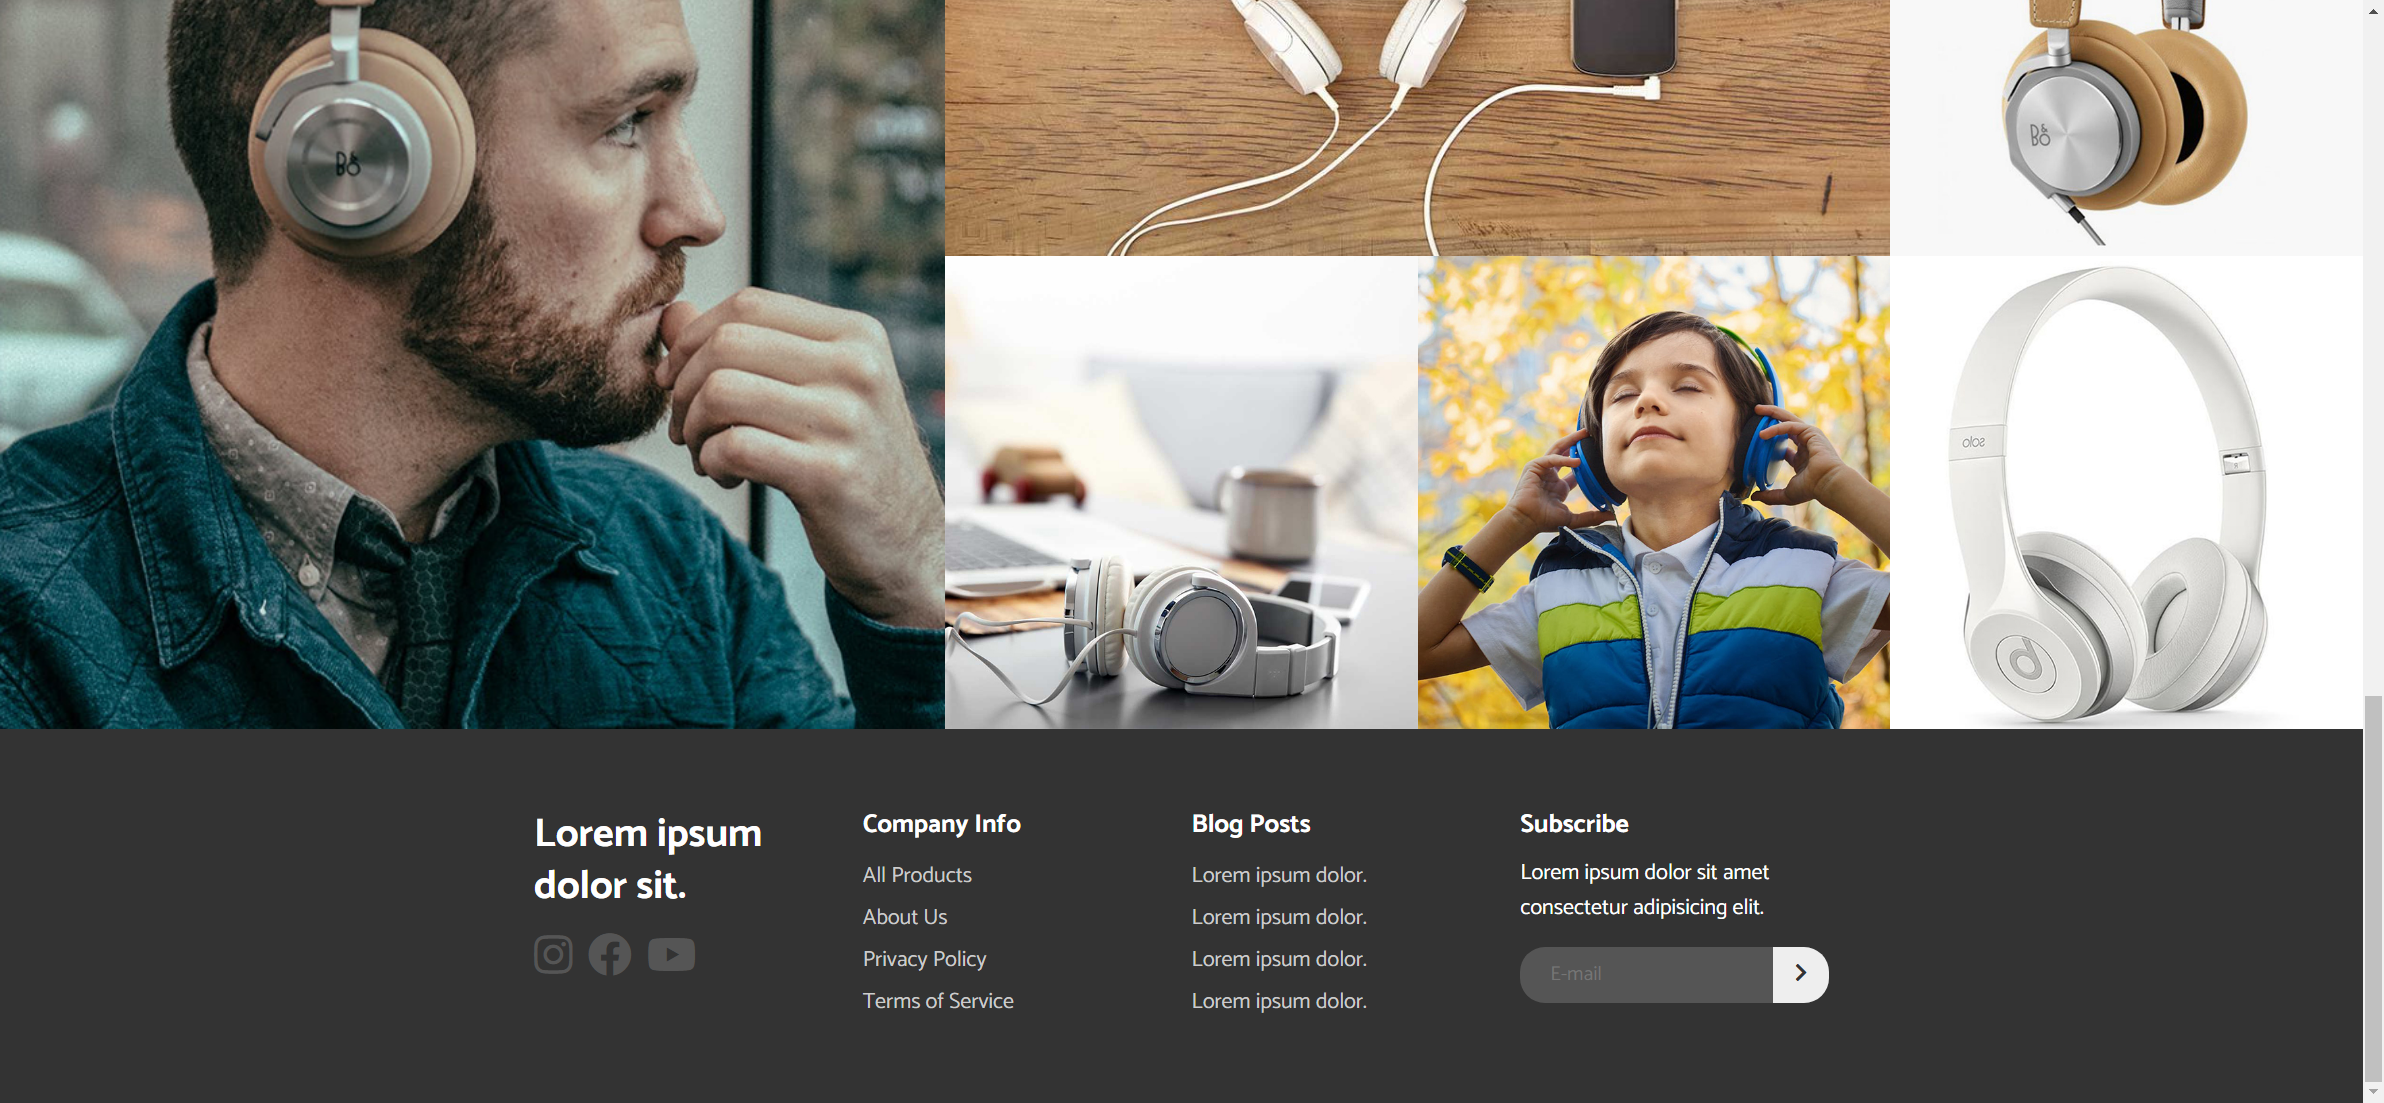 B&O
B&O
solo
Lorem ipsum
dolor sit.
Company Info
All Products
About Us
Privacy Policy
Terms of Service
Blog Posts
Lorem ipsum dolor.
Lorem ipsum dolor.
Lorem ipsum dolor.
Lorem ipsum dolor.
Subscribe
Lorem ipsum dolor sit amet
consectetur adipisicing elit.
E-mail